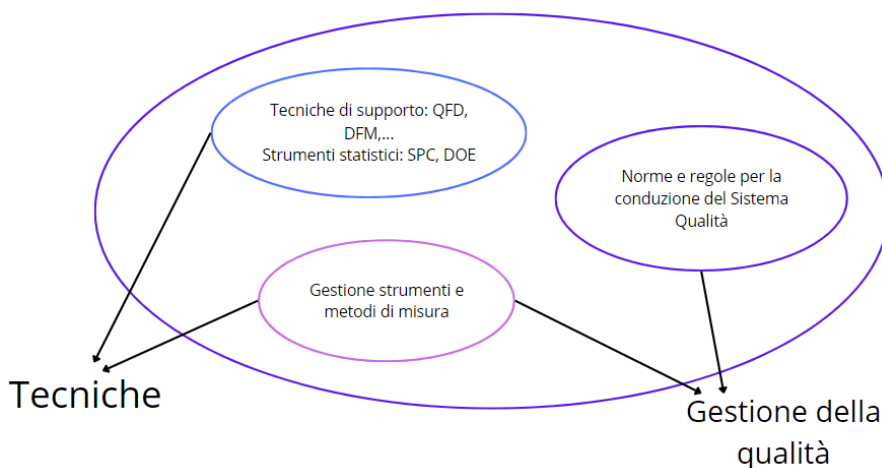 Tecniche di supporto: QFD,
DFM,...
Strumenti statistici: SPC, DOE
Norme e regole per la
conduzione del Sistema
Qualità
Gestione strumenti e
metodi di misura
Tecniche
Gestione della
qualità